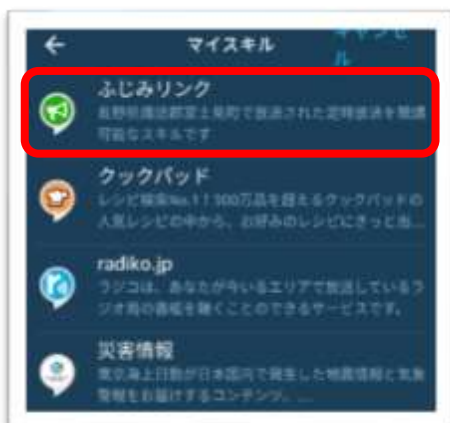 ←
マイスキル
キャンセ
ル
ふじみリンク
長野県諏訪郡富士見町で放送された定時放送を聴講
可能なスキルです
クックパッド
レシピ検索No.1！300万品を超えるクックパッドの
人気レシピの中から、お好みのレシピにきっと出...
radiko.jp
ラジコは、あなたが今いるエリアで放送しているラ
ジオ局の番組を聴くことのできるサービスです。
災害情報
東京海上日動が日本国内で発生した地震情報と気象
警報をお届けするコンテンツ。...